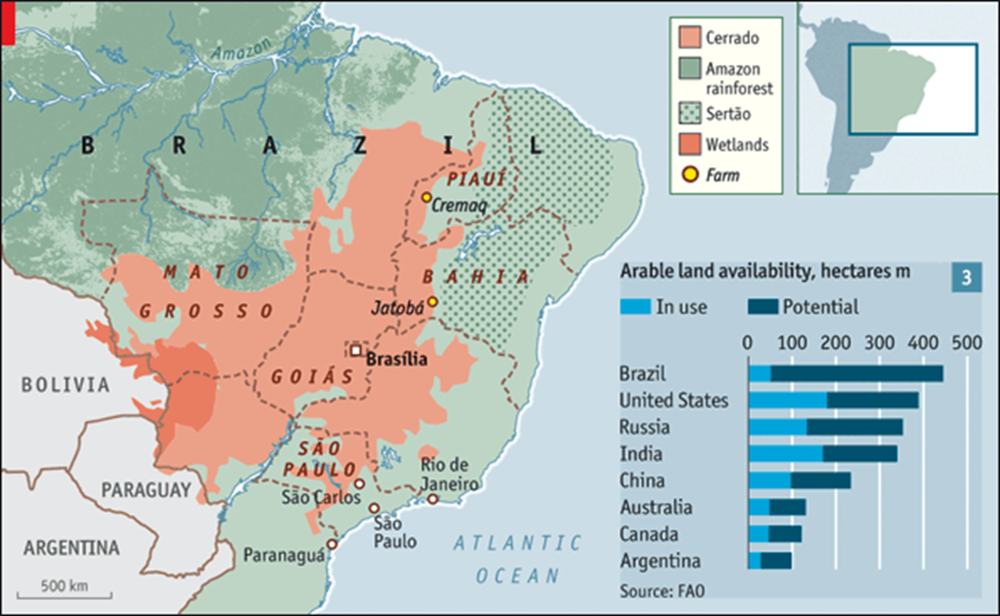 Amazon
B R A Z I L
PIAUÍ
Cremaq
MATO
GROSSO
BAHIA
Jatobá
Brasília
GOIÁS
BOLIVIA
SÃO
PAULO
Rio de
Janeiro
PARAGUAY
São Carlos
São
Paulo
ARGENTINA
Paranaguá
ATLANTIC
OCEAN
500 km
Cerrado
Amazon
rainforest
Sertão
Wetlands
Farm
Arable land availability, hectares m
3
In use
Potential
0 100 200 300 400 500
Brazil
United States
Russia
India
China
Australia
Canada
Argentina
Source: FAO